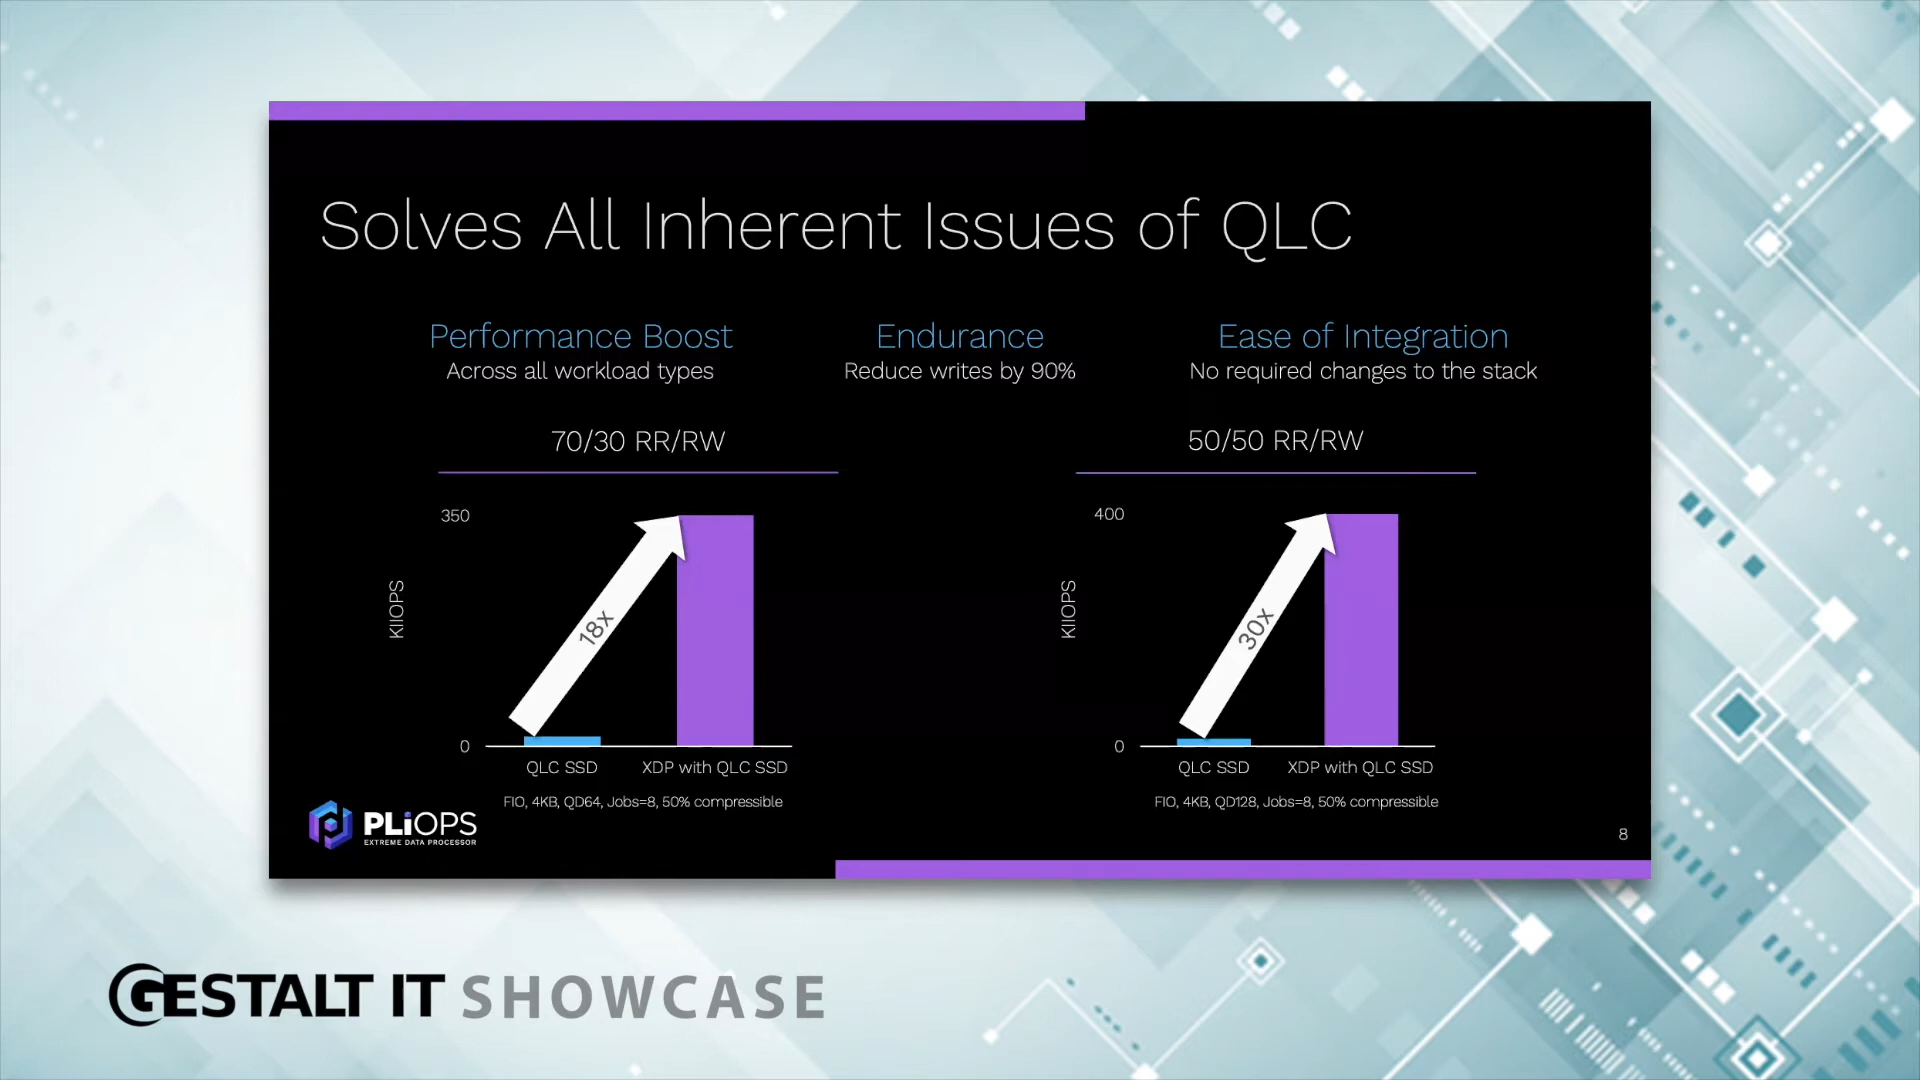 Solves All Inherent Issues of QLC
Performance Boost
Across all workload types
Endurance
Reduce writes by 90%
Ease of Integration
No required changes to the stack
70/30 RR/RW
350
KIIOPS
18x
0
QLC SSD
XDP with QLC SSD
FIO, 4KB, QD64, Jobs=8, 50% compressible
50/50 RR/RW
400
KIIOPS
30x
0
QLC SSD
XDP with QLC SSD
FIO, 4KB, QD128, Jobs=8, 50% compressible
PLiOPS
EXTREME DATA PROCESSOR
8
GESTALT IT SHOWCASE